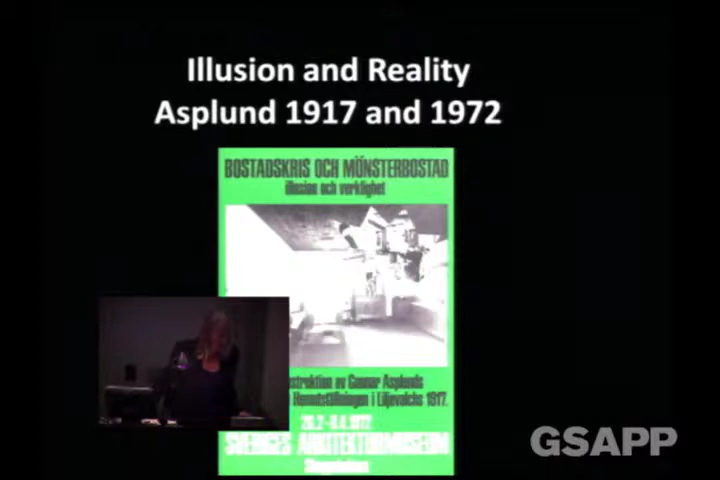 Illusion and Reality
Asplund 1917 and 1972
BOSTADSKRIS OCH MÖNSTERBOSTAD
illusion och verklighet
nstruktion av Gunnar Asplunds
Hemutställningen i Liljevalchs 1917.
SVERIGES ARKITEKTURMUSEUM
GSAPP